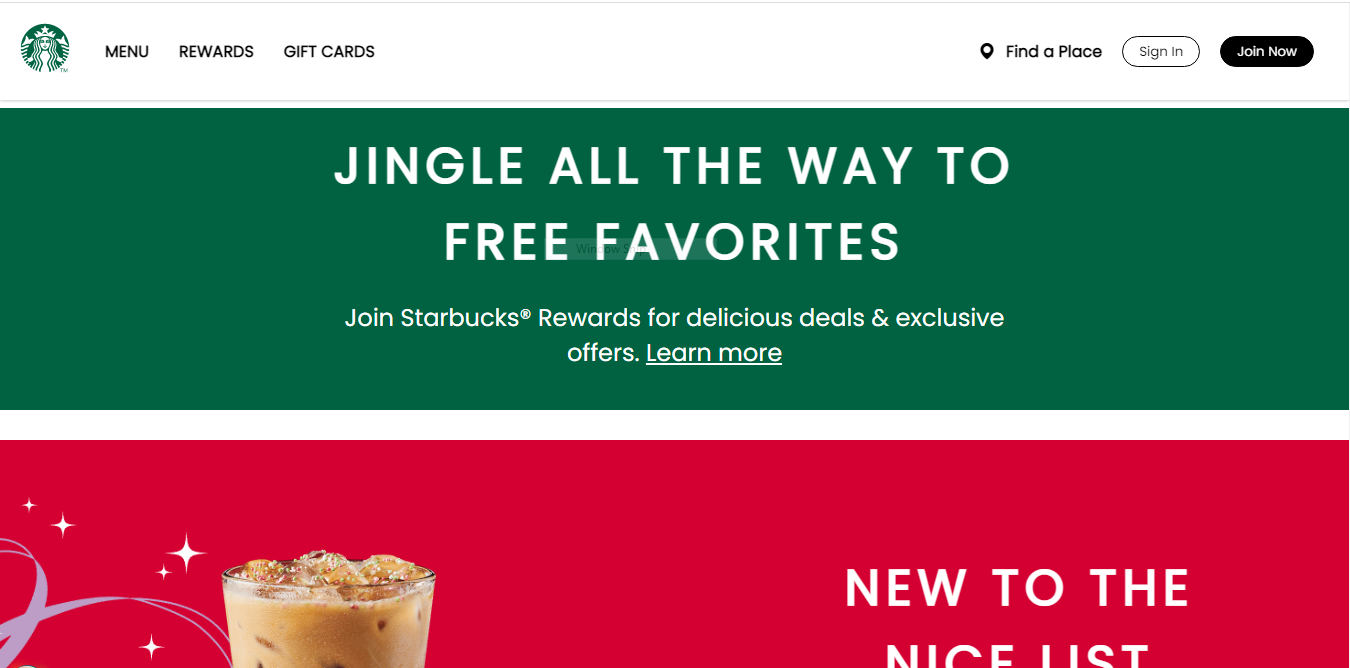 MENU REWARDS GIFT CARDS Find a Place Sign In Join Now
JINGLE ALL THE WAY TO
FREE FAVORITES
Join Starbucks® Rewards for delicious deals & exclusive
offers. Learn more
NEW TO THE
NICE LIST